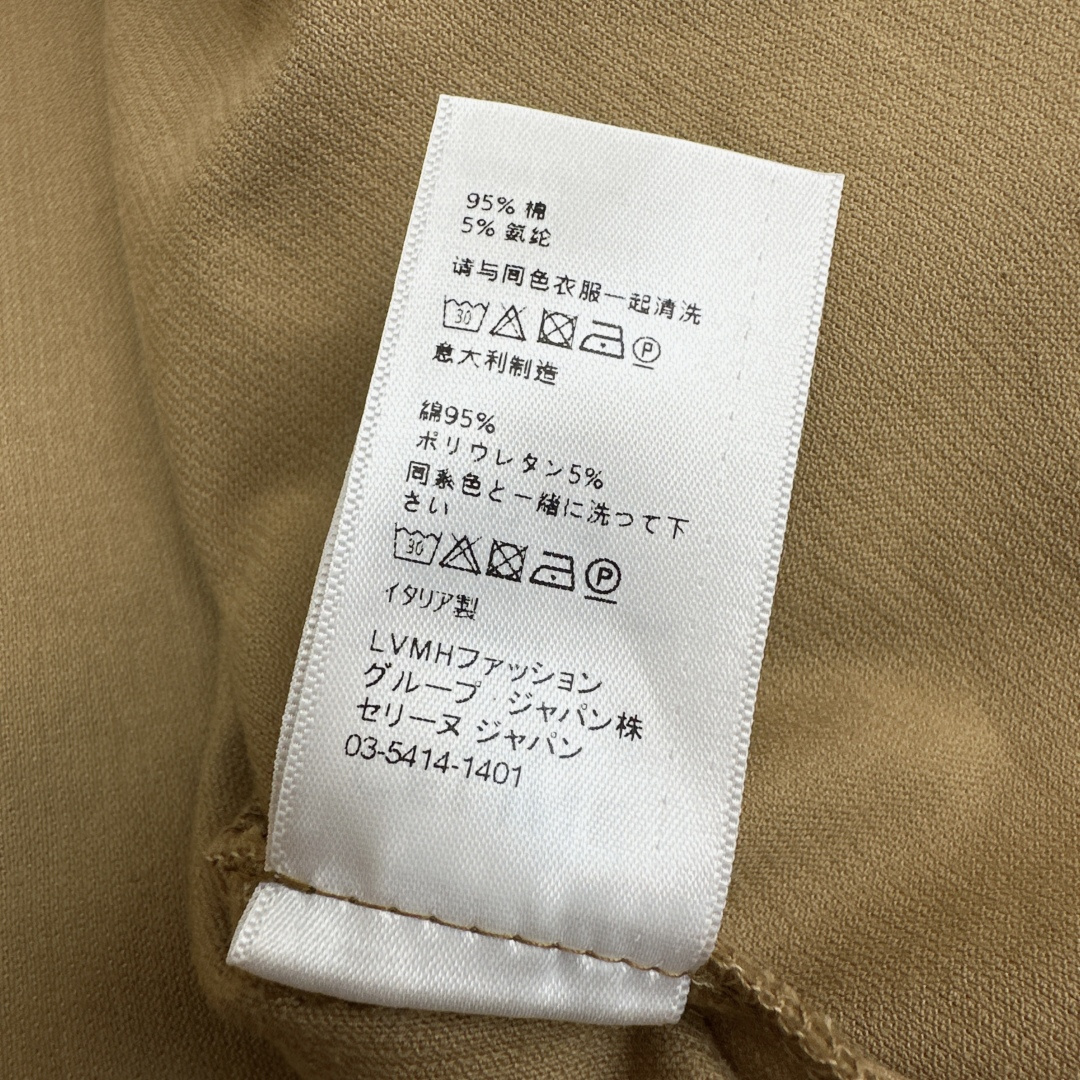 95% 棉
5% 氨纶
请与同色衣服一起清洗
30 P
意大利制造
綿95%
ポリウレタン5%
同系色と一緒に洗つて下
さい
30 P
イタリア製
LVMHファッション
グループ・ジャパン株
セリーヌ ジャパン
03-5414-1401